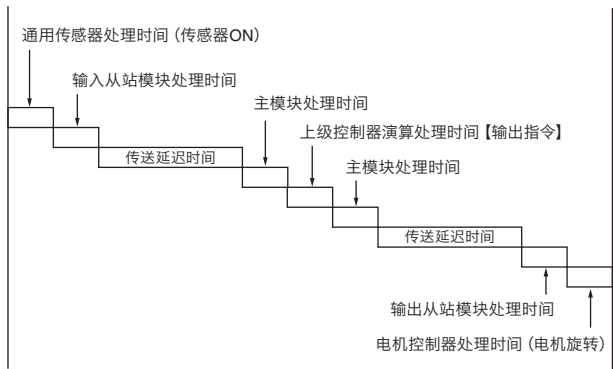 通用传感器处理时间（传感器ON）
输入从站模块处理时间
主模块处理时间
上级控制器演算处理时间【输出指令】
传送延迟时间
主模块处理时间
传送延迟时间
输出从站模块处理时间
电机控制器处理时间（电机旋转）